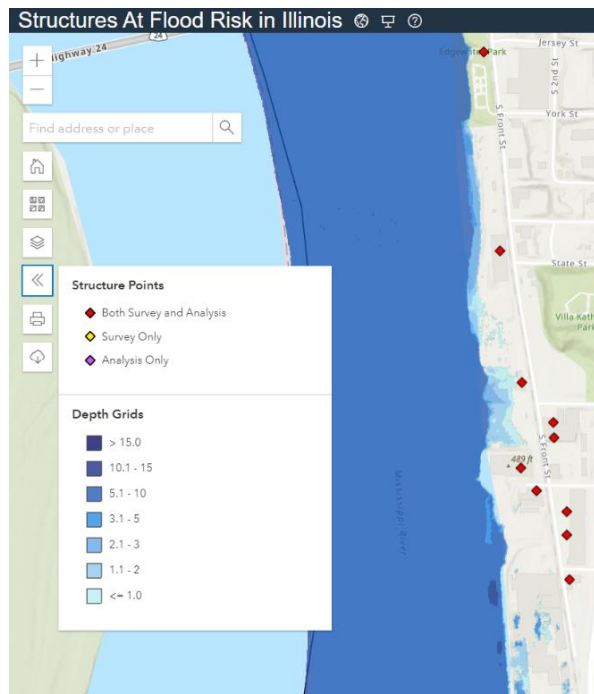 Structures At Flood Risk in Illinois
24
Highway 24
Edgewater Park
Jersey St
S 2nd St
York St
S Front St
Find address or place
State St
Villa Kath
Park
Structure Points
Both Survey and Analysis
Survey Only
Analysis Only
Depth Grids
> 15.0
10.1 - 15
5.1 - 10
3.1 - 5
2.1 - 3
1.1 - 2
<= 1.0
489 ft
S Front St
Mississippi River